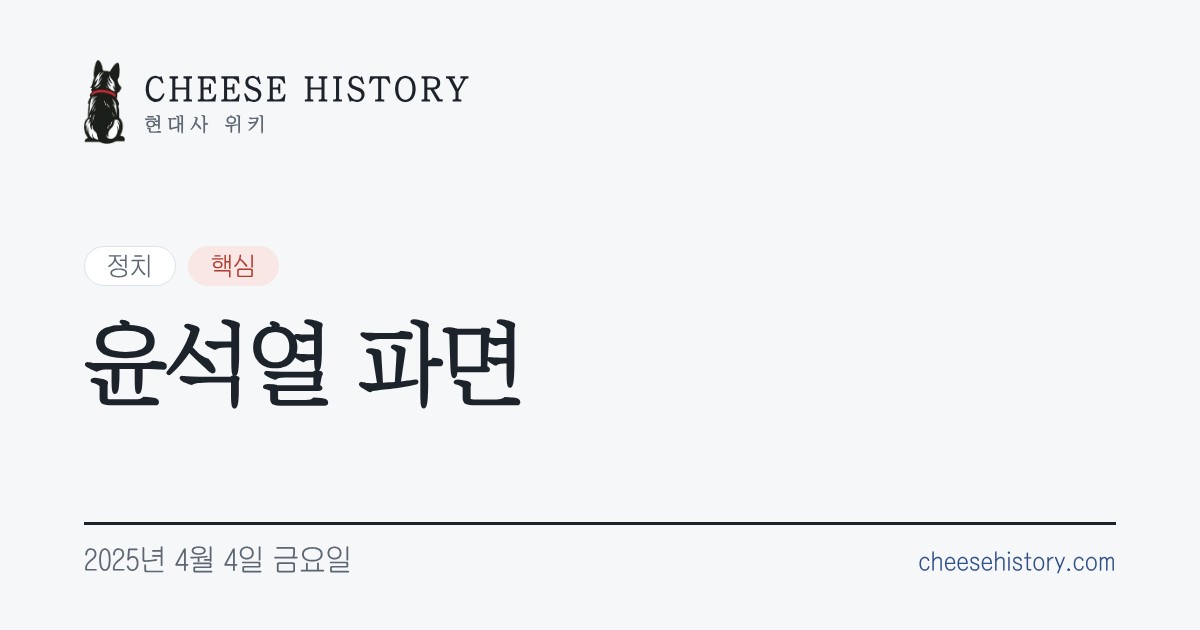 CHEESE HISTORY
현대사 위키
정치 핵심
윤석열 파면
2025년 4월 4일 금요일
cheesehistory.com